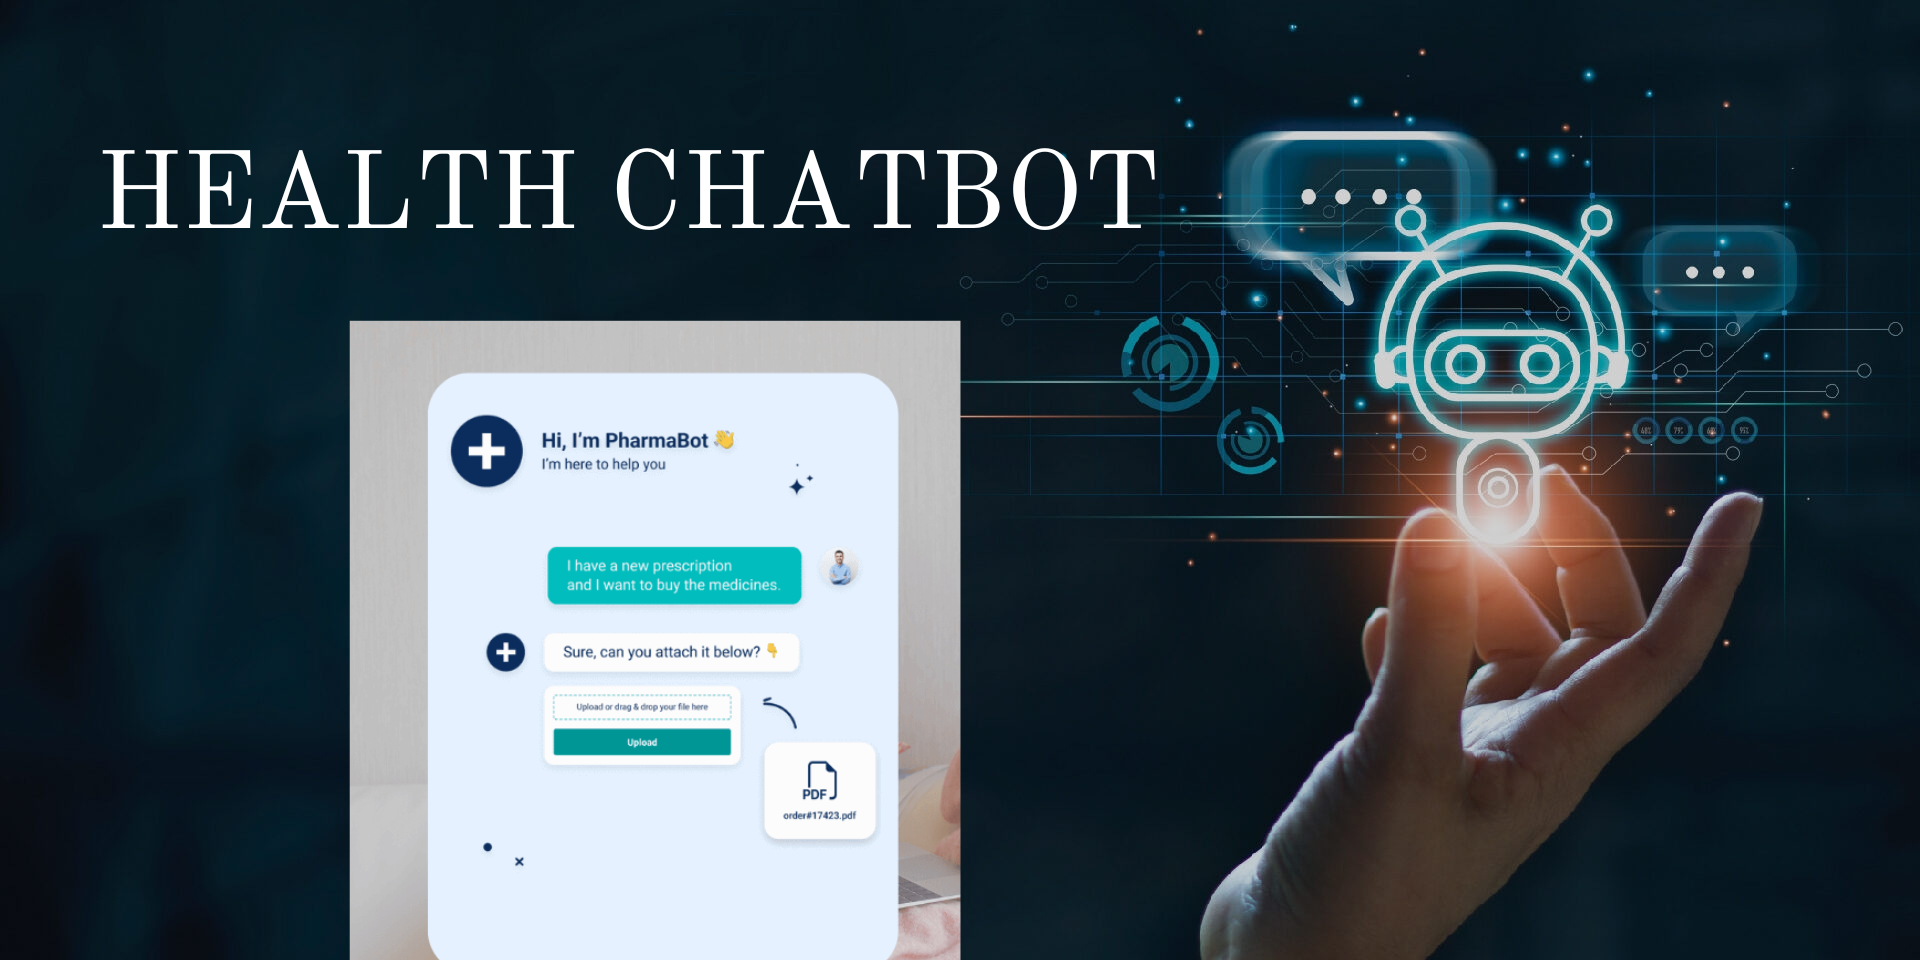 HEALTH CHATBOT
Hi, I'm PharmaBot 👋
I'm here to help you
I have a new prescription
and I want to buy the medicines.
Sure, can you attach it below? 👇
Upload or drag & drop your file here
Upload
PDF
order#17423.pdf